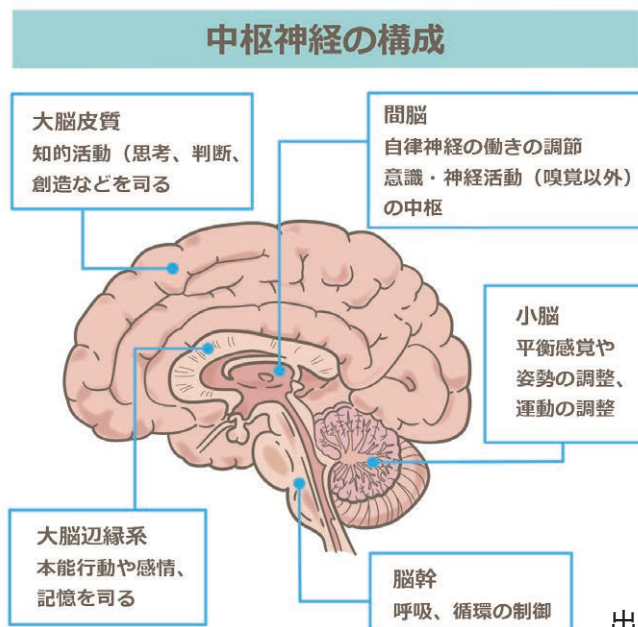 中枢神経の構成
大脳皮質
知的活動（思考、判断、
創造などを司る
間脳
自律神経の働きの調節
意識・神経活動（嗅覚以外）
の中枢
小脳
平衡感覚や
姿勢の調整、
運動の調整
大脳辺縁系
本能行動や感情、
記憶を司る
脳幹
呼吸、循環の制御
出